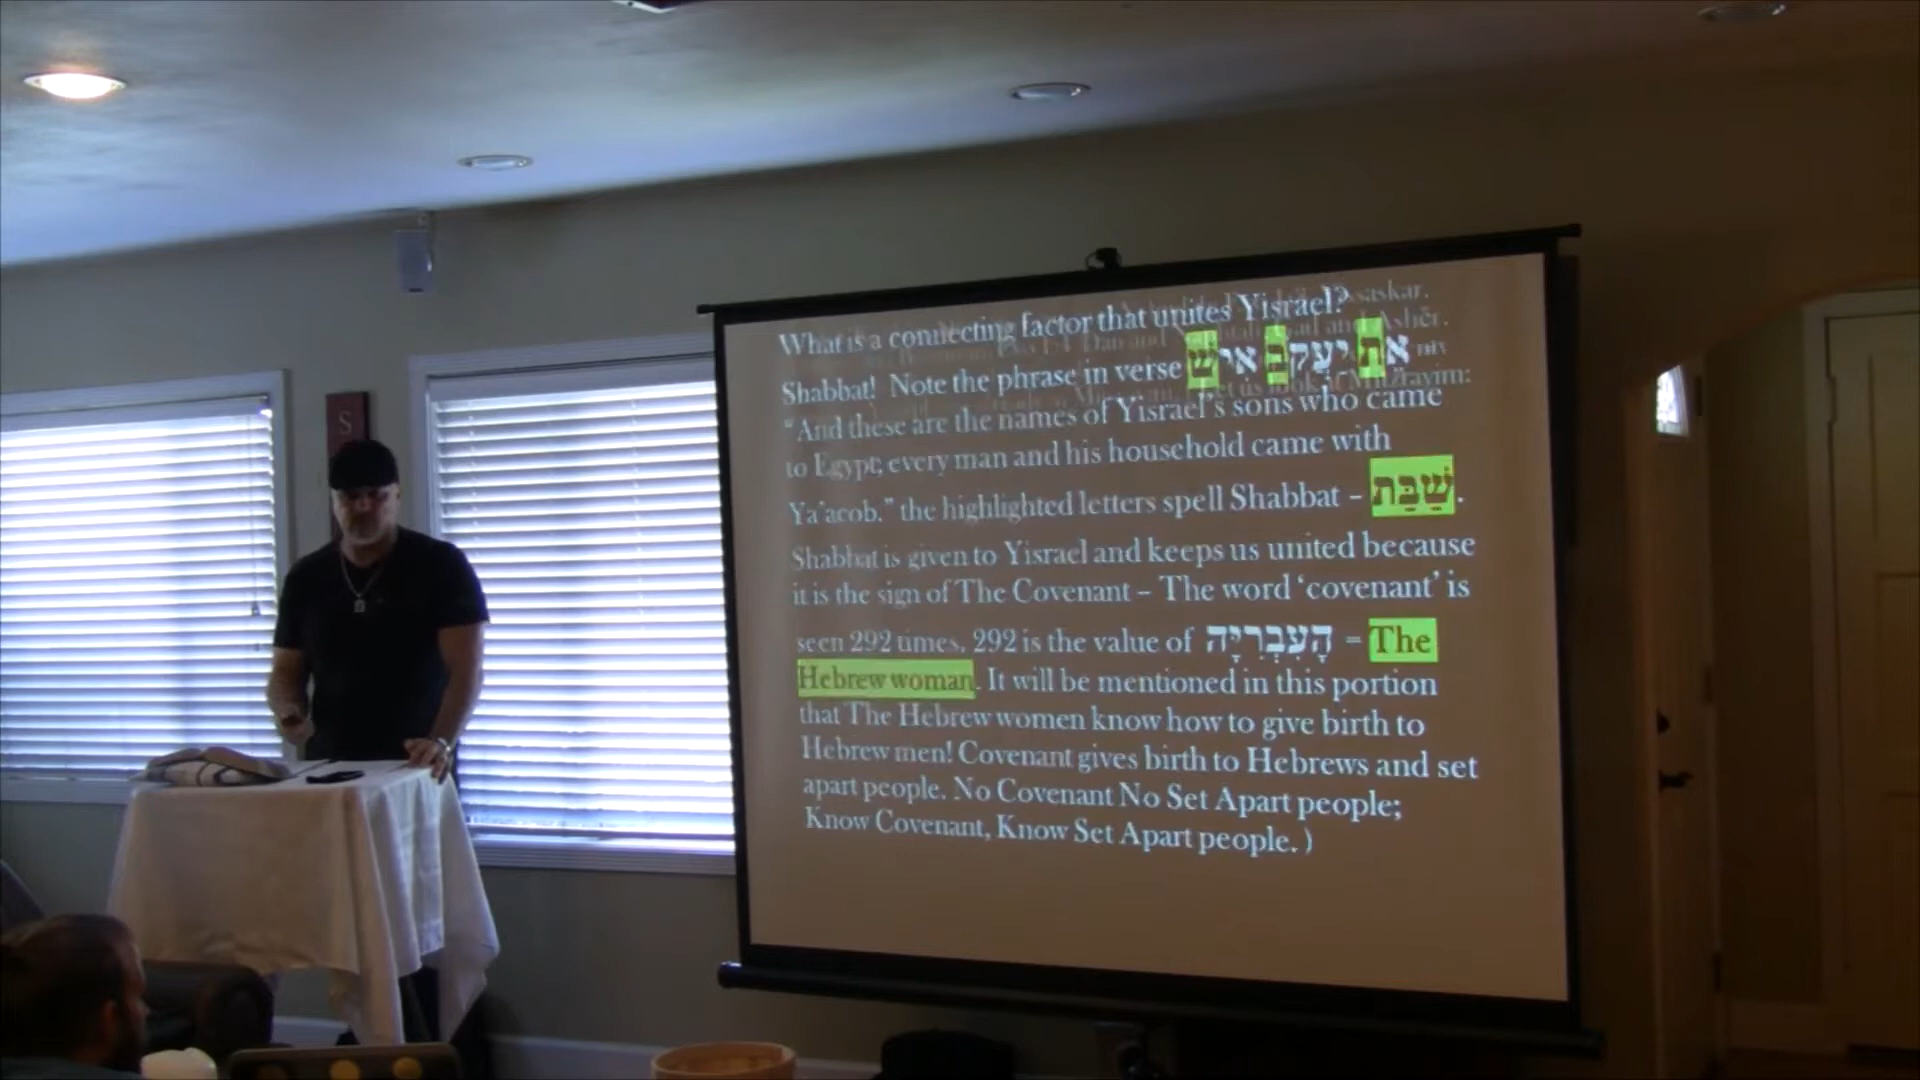 S
What is a connecting factor that unites Yisrael?
Shabbat! Note the phrase in verse אֵת יַעֲקֹב אִישׁ
"And these are the names of Yisrael's sons who came
to Egypt; every man and his household came with
Ya'acob." the highlighted letters spell Shabbat – שַׁבַּת.
Shabbat is given to Yisrael and keeps us united because
it is the sign of The Covenant – The word 'covenant' is
seen 292 times. 292 is the value of הָעִבְרִיָּה = The
Hebrew woman. It will be mentioned in this portion
that The Hebrew women know how to give birth to
Hebrew men! Covenant gives birth to Hebrews and set
apart people. No Covenant No Set Apart people;
Know Covenant, Know Set Apart people. )